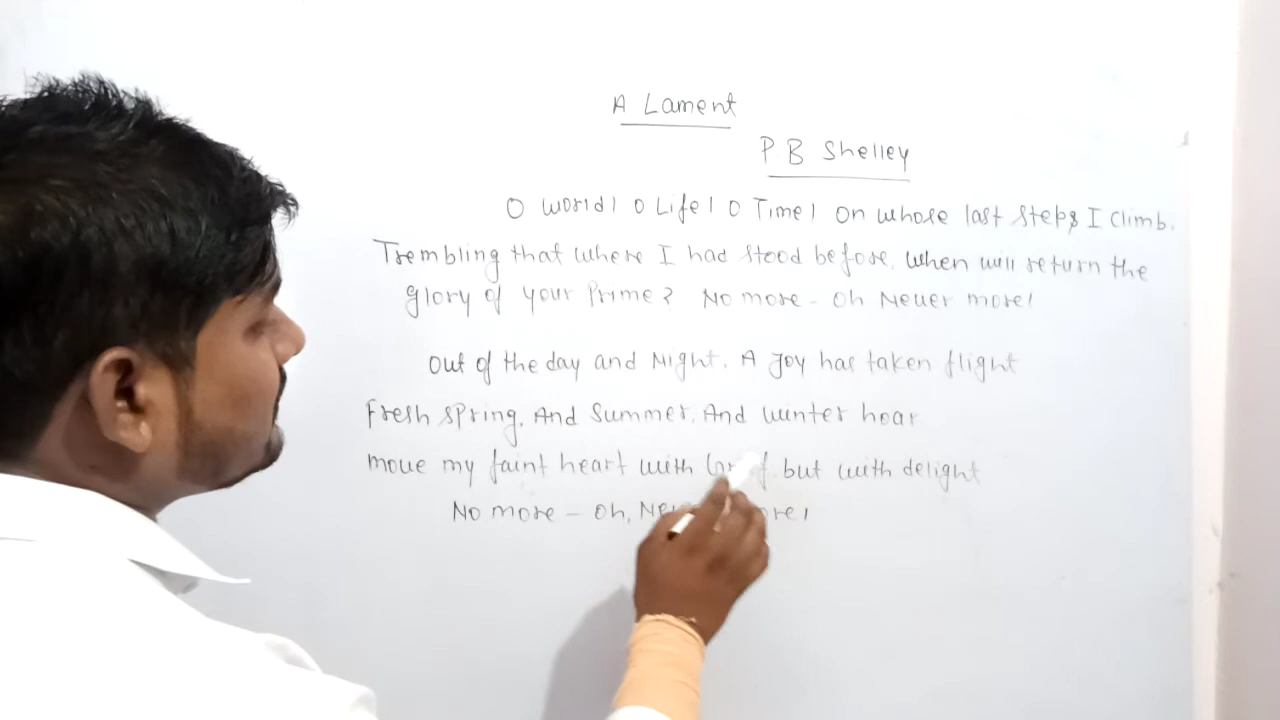 A Lament
P B Shelley
O World! O Life! O Time! On whose last steps I climb.
Trembling that where I had stood before, when will return the
glory of your Prime? No more - Oh Never more!
Out of the day and Night. A Joy has taken flight
Fresh spring, And Summer, And winter hoar
move my faint heart with but with delight
No more - Oh,